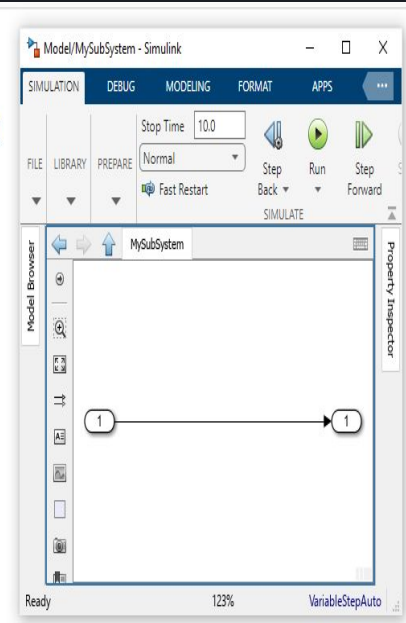 Model/MySubSystem - Simulink
SIMULATION DEBUG MODELING FORMAT APPS
Stop Time 10.0
Normal
Fast Restart
FILE LIBRARY PREPARE
Step Back
Run
Step Forward
SIMULATE
Model Browser
MySubSystem
Property Inspector
1 1
Ready 123% VariableStepAuto